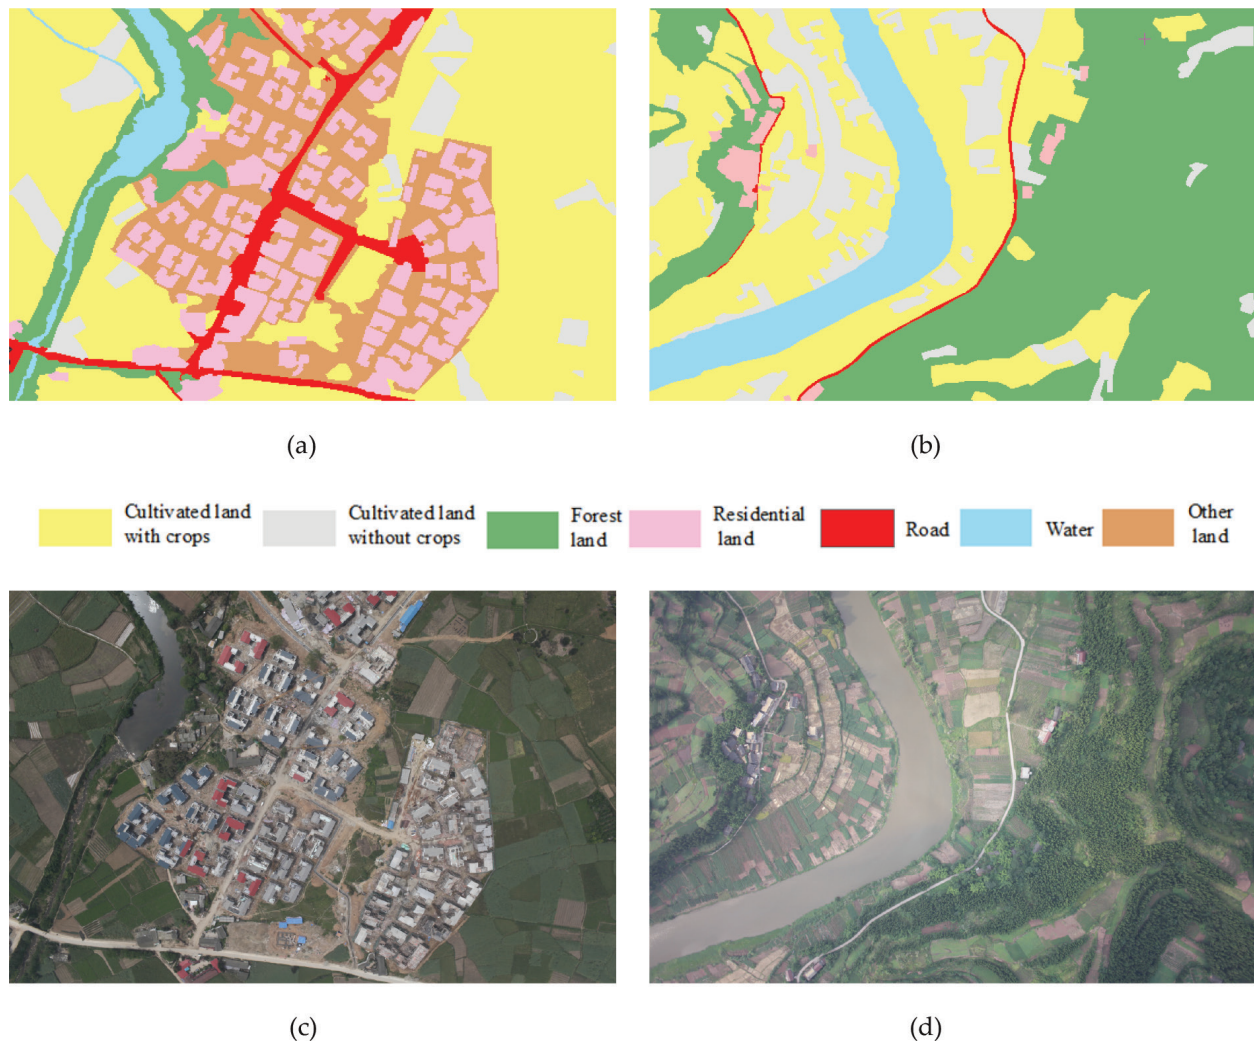 (a)
(b)
Cultivated land
with crops
Cultivated land
without crops
Forest
land
Residential
land
Road
Water
Other
land
(c)
(d)